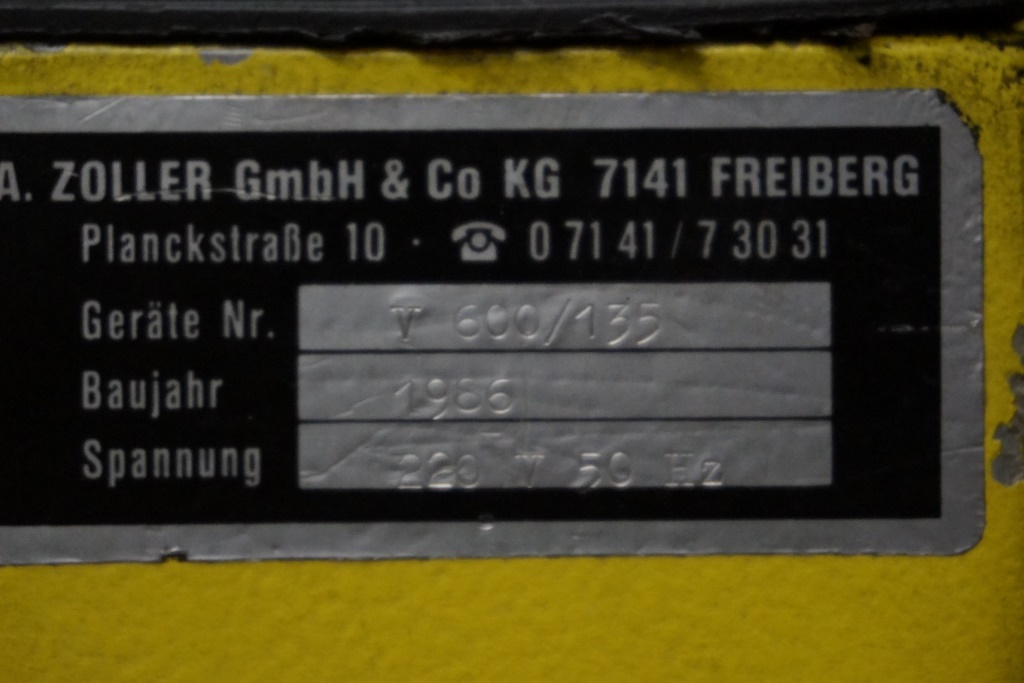 A. ZOLLER GmbH & Co KG 7141 FREIBERG
Planckstraße 10 · ☎ 0 71 41 / 7 30 31
Geräte Nr. V 600/135
Baujahr 1986
Spannung 220 V 50 Hz